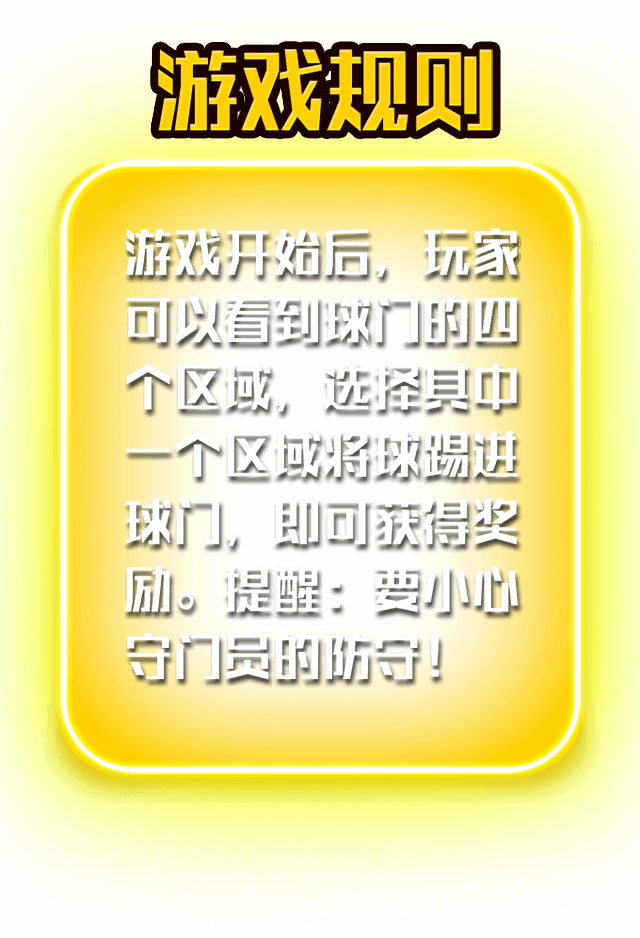 游戏规则
游戏开始后，玩家
可以看到球门的四
个区域，选择其中
一个区域将球踢进
球门，即可获得奖
励。提醒：要小心
守门员的防守！